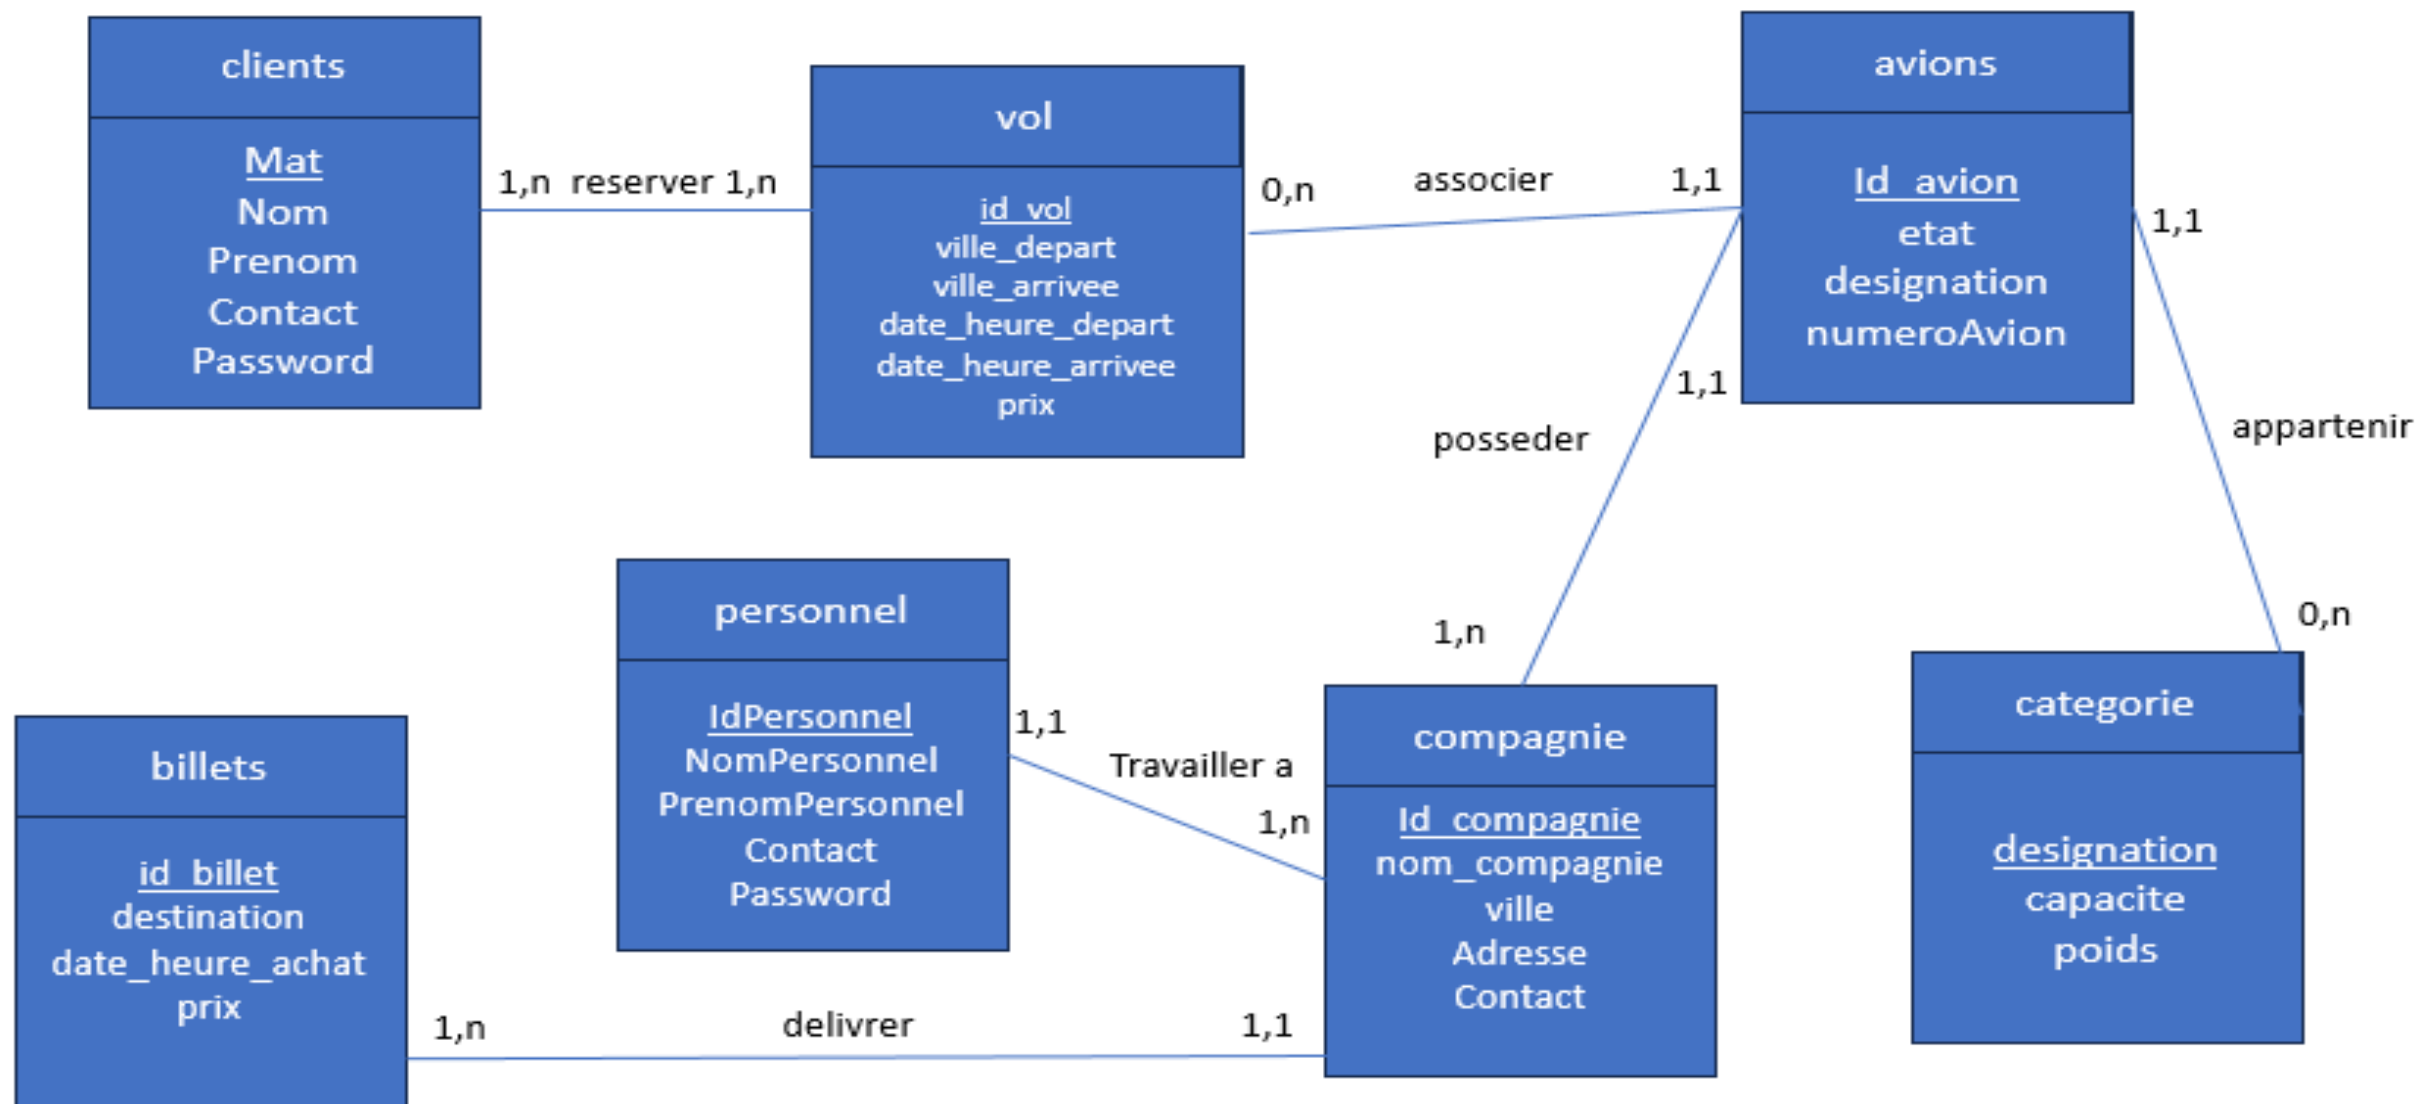 clients
Mat
Nom
Prenom
Contact
Password
1,n reserver 1,n
vol
id_vol
ville_depart
ville_arrivee
date_heure_depart
date_heure_arrivee
prix
0,n
associer
1,1
avions
Id_avion
etat
designation
numeroAvion
1,1
appartenir
0,n
1,1
posseder
1,n
categorie
designation
capacite
poids
personnel
IdPersonnel
NomPersonnel
PrenomPersonnel
Contact
Password
1,1
Travailler a
1,n
compagnie
Id_compagnie
nom_compagnie
ville
Adresse
Contact
billets
id_billet
destination
date_heure_achat
prix
1,n
delivrer
1,1